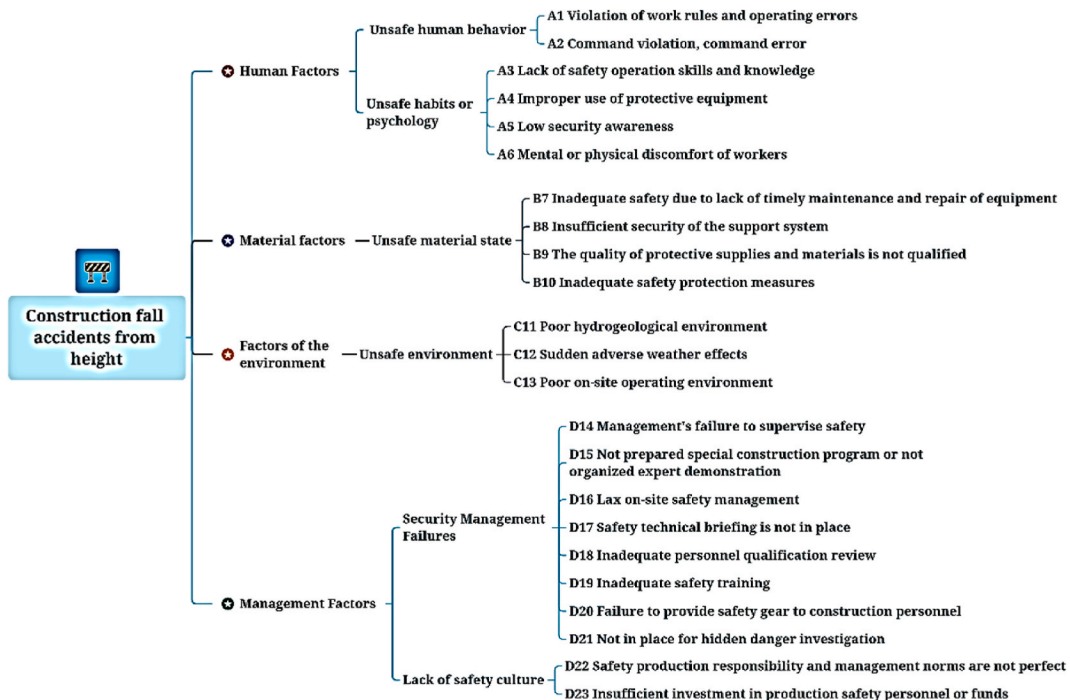 Construction fall
accidents from
height
Human Factors
Unsafe human behavior
A1 Violation of work rules and operating errors
A2 Command violation, command error
Unsafe habits or
psychology
A3 Lack of safety operation skills and knowledge
A4 Improper use of protective equipment
A5 Low security awareness
A6 Mental or physical discomfort of workers
Material factors
Unsafe material state
B7 Inadequate safety due to lack of timely maintenance and repair of equipment
B8 Insufficient security of the support system
B9 The quality of protective supplies and materials is not qualified
B10 Inadequate safety protection measures
Factors of the
environment
Unsafe environment
C11 Poor hydrogeological environment
C12 Sudden adverse weather effects
C13 Poor on-site operating environment
Management Factors
Security Management
Failures
D14 Management's failure to supervise safety
D15 Not prepared special construction program or not
organized expert demonstration
D16 Lax on-site safety management
D17 Safety technical briefing is not in place
D18 Inadequate personnel qualification review
D19 Inadequate safety training
D20 Failure to provide safety gear to construction personnel
D21 Not in place for hidden danger investigation
Lack of safety culture
D22 Safety production responsibility and management norms are not perfect
D23 Insufficient investment in production safety personnel or funds